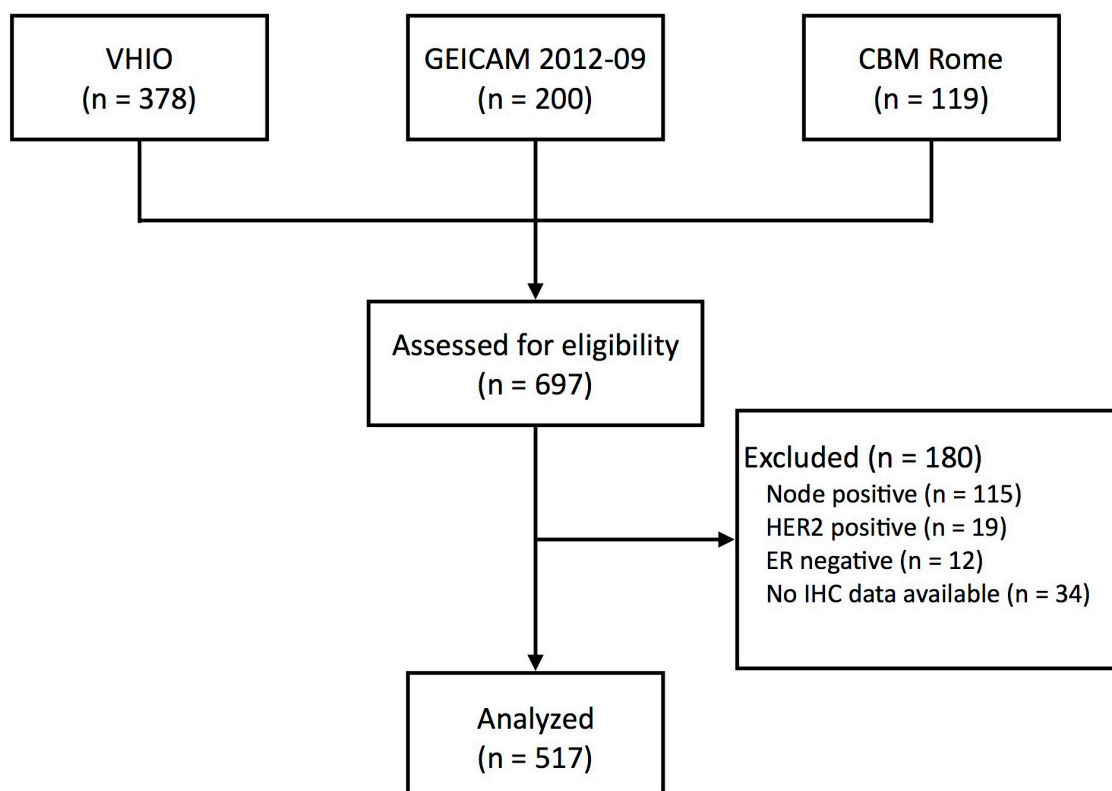 VHIO
(n = 378)
GEICAM 2012-09
(n = 200)
CBM Rome
(n = 119)
Assessed for eligibility
(n = 697)
Excluded (n = 180)
Node positive (n = 115)
HER2 positive (n = 19)
ER negative (n = 12)
No IHC data available (n = 34)
Analyzed
(n = 517)